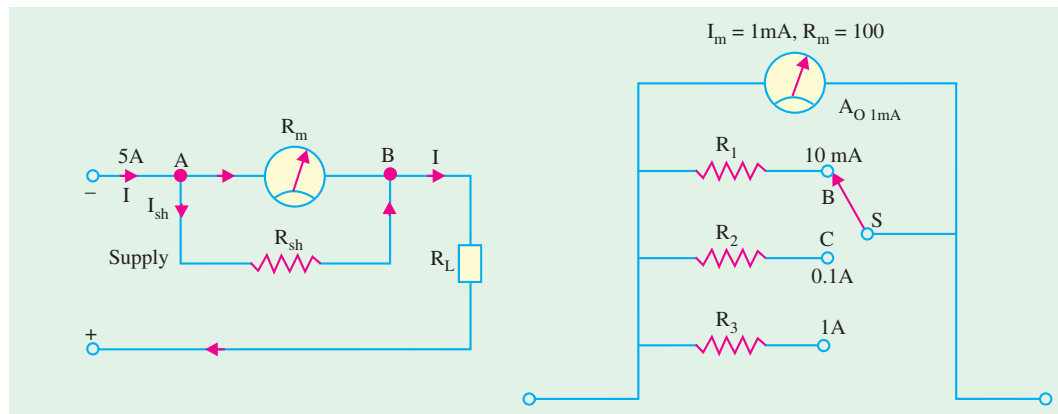 I_m = 1mA, R_m = 100
A_O 1mA
R_m
5A
A
B
I
–
I
I_sh
R_sh
Supply
R_L
+
R_1
10 mA
B
S
R_2
C
0.1A
R_3
1A